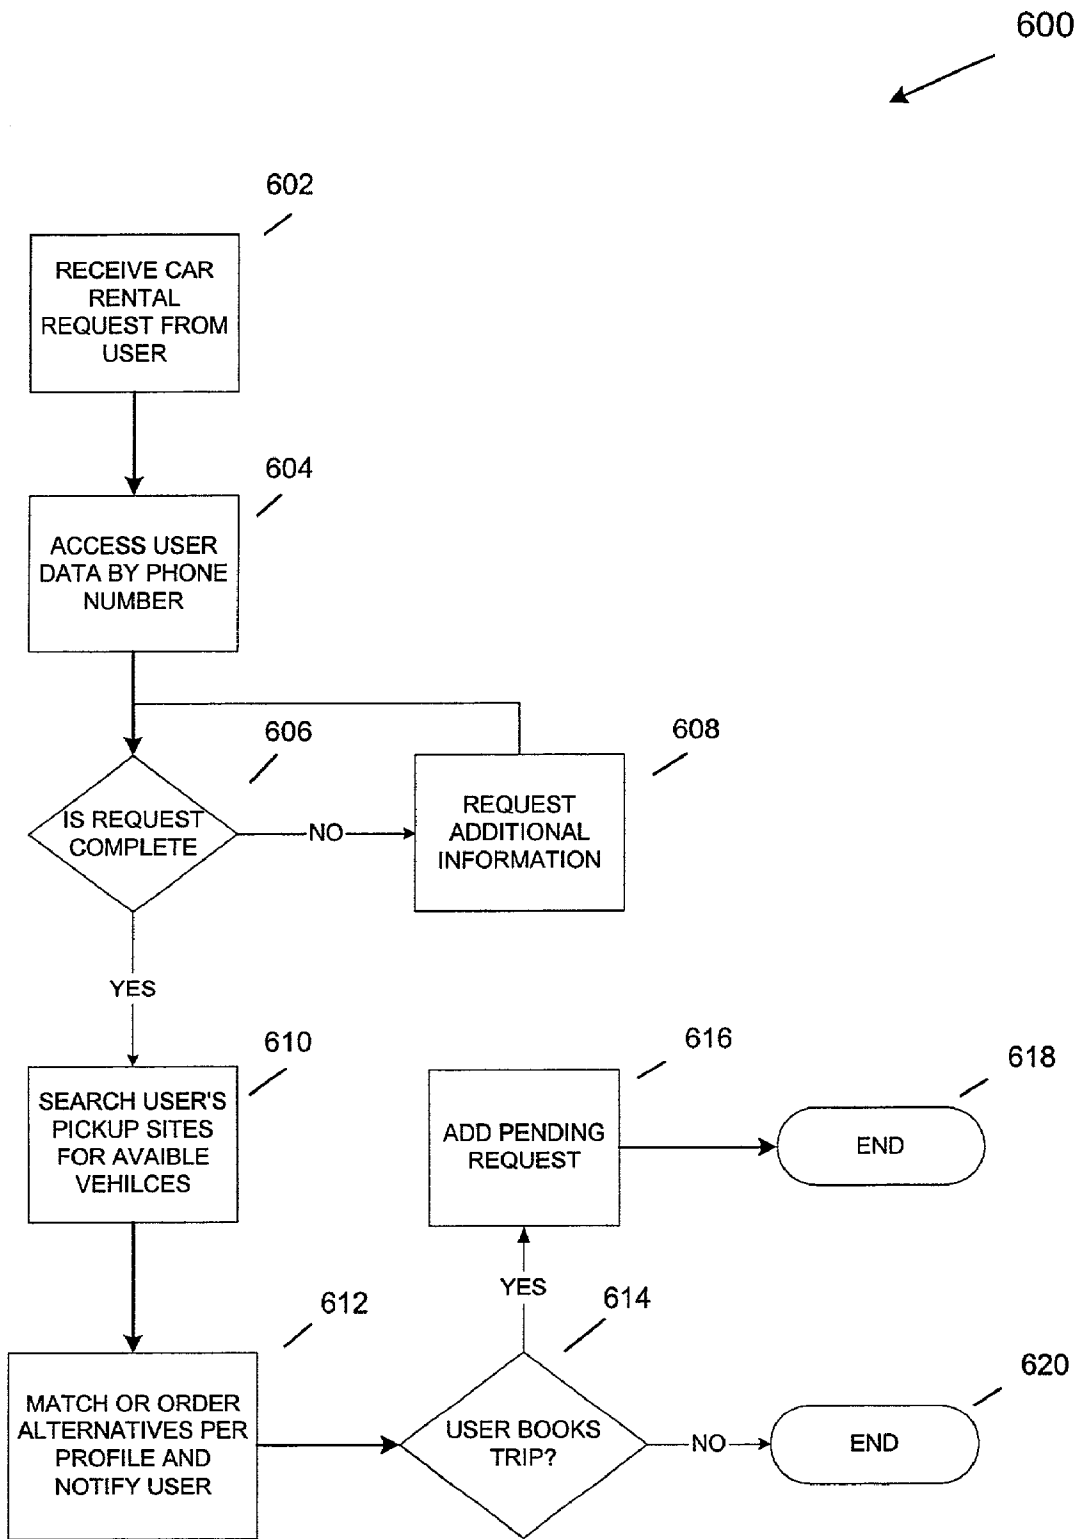 600
602
RECEIVE CAR
RENTAL
REQUEST FROM
USER
604
ACCESS USER
DATA BY PHONE
NUMBER
606
IS REQUEST
COMPLETE
NO
608
REQUEST
ADDITIONAL
INFORMATION
YES
610
SEARCH USER'S
PICKUP SITES
FOR AVAIBLE
VEHILCES
616
ADD PENDING
REQUEST
618
END
YES
612
MATCH OR ORDER
ALTERNATIVES PER
PROFILE AND
NOTIFY USER
614
USER BOOKS
TRIP?
NO
620
END